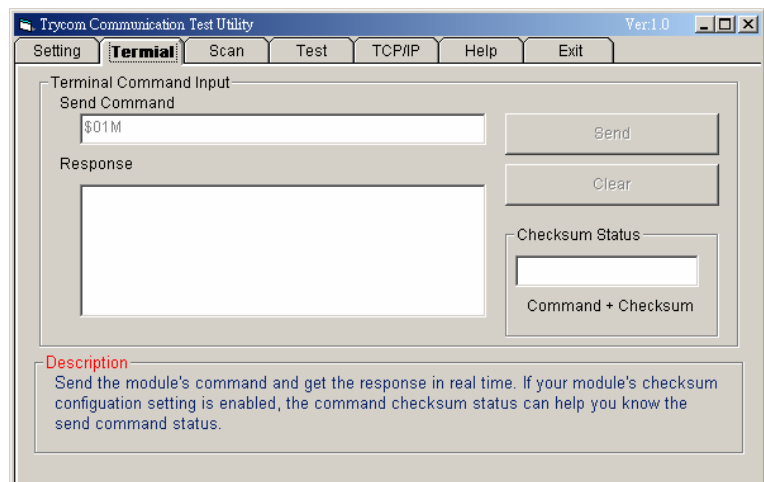 Trycom Communication Test Utility Ver:1.0
Setting Termial Scan Test TCP/IP Help Exit
Terminal Command Input
Send Command
$01M
Send
Response
Clear
Checksum Status
Command + Checksum
Description
Send the module's command and get the response in real time. If your module's checksum
configuation setting is enabled, the command checksum status can help you know the
send command status.